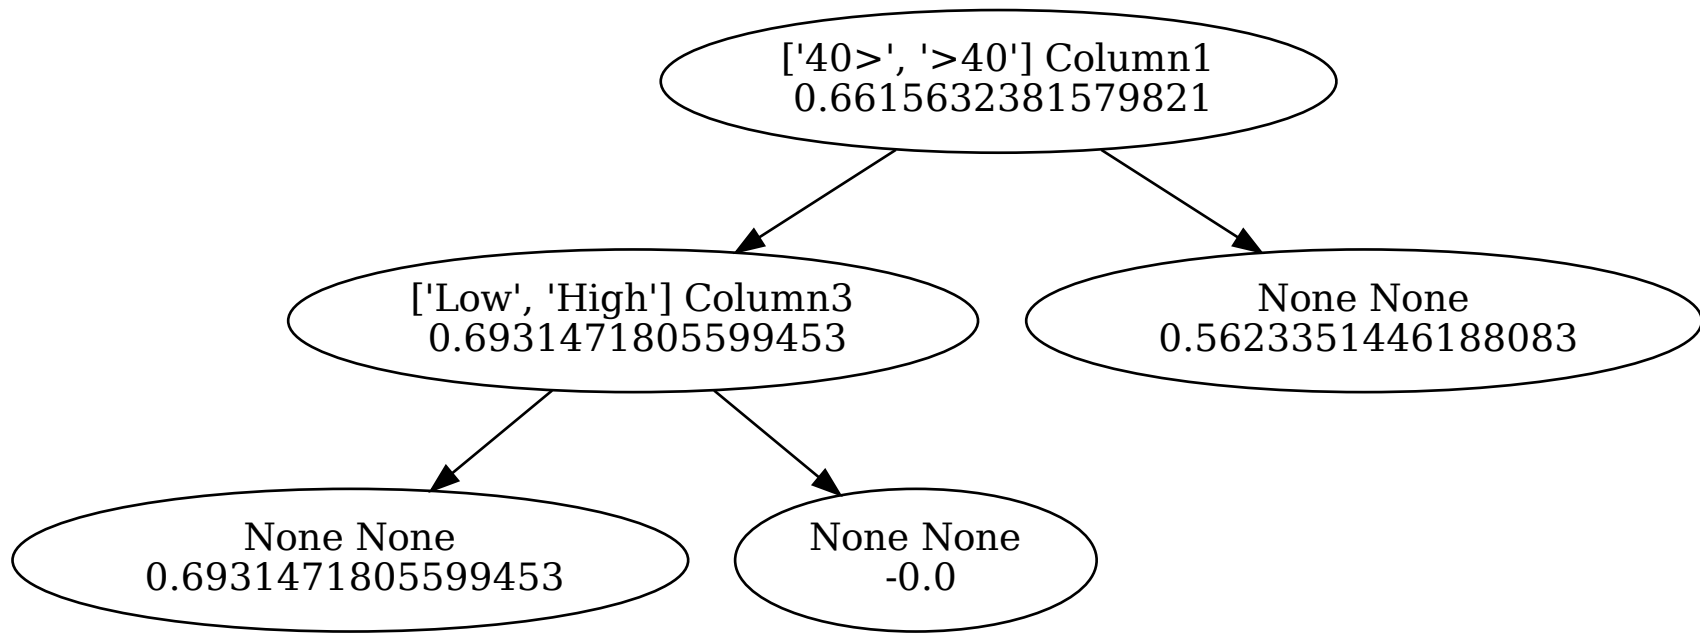 ['40>', '>40'] Column1
0.6615632381579821
['Low', 'High'] Column3
0.6931471805599453
None None
0.5623351446188083
None None
0.6931471805599453
None None
-0.0